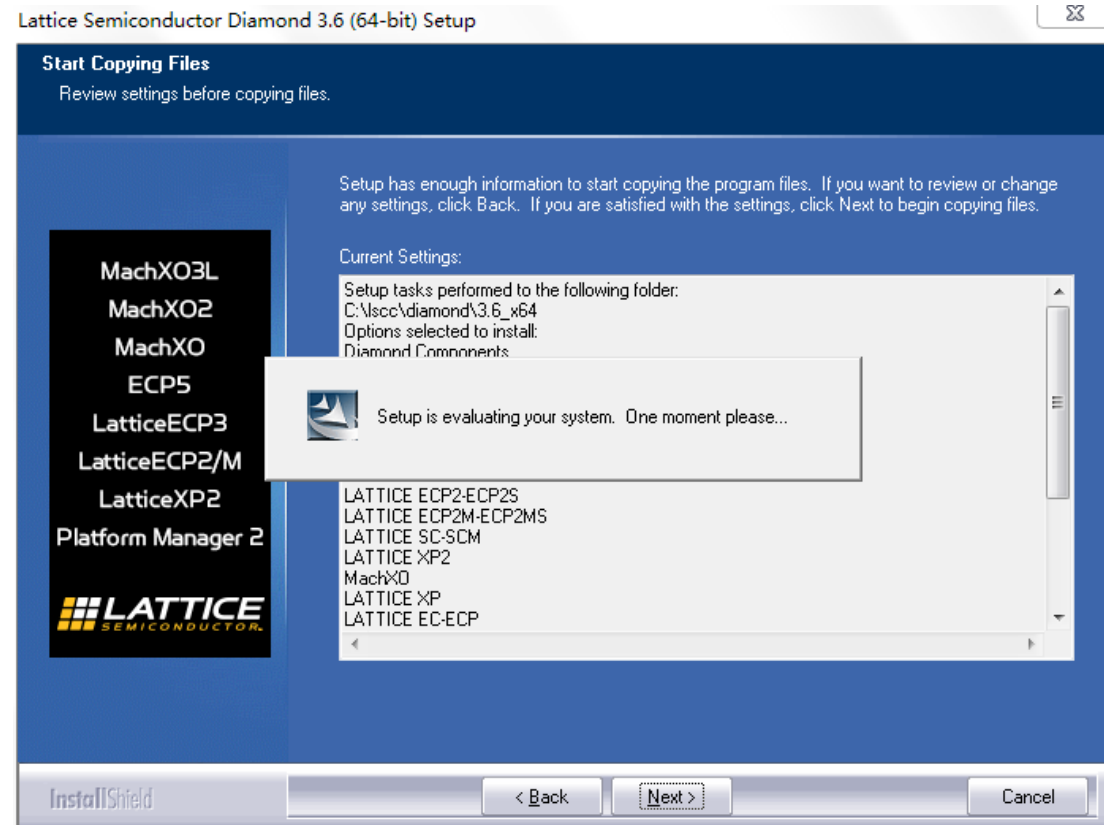 Lattice Semiconductor Diamond 3.6 (64-bit) Setup
Start Copying Files
Review settings before copying files.
Setup has enough information to start copying the program files. If you want to review or change
any settings, click Back. If you are satisfied with the settings, click Next to begin copying files.
Current Settings:
Setup tasks performed to the following folder:
C:\lscc\diamond\3.6_x64
Options selected to install:
Diamond Components
Setup is evaluating your system. One moment please...
LATTICE ECP2-ECP2S
LATTICE ECP2M-ECP2MS
LATTICE SC-SCM
LATTICE XP2
MachXO
LATTICE XP
LATTICE EC-ECP
MachXO3L
MachXO2
MachXO
ECP5
LatticeECP3
LatticeECP2/M
LatticeXP2
Platform Manager 2
LATTICE
SEMICONDUCTOR.
InstallShield
< Back
Next >
Cancel